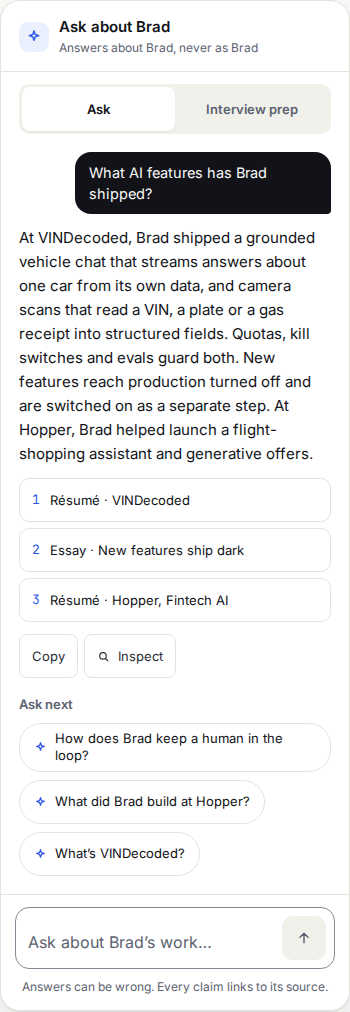 Ask about Brad
Answers about Brad, never as Brad
Ask
Interview prep
What AI features has Brad
shipped?
At VINDecoded, Brad shipped a grounded
vehicle chat that streams answers about
one car from its own data, and camera
scans that read a VIN, a plate or a gas
receipt into structured fields. Quotas, kill
switches and evals guard both. New
features reach production turned off and
are switched on as a separate step. At
Hopper, Brad helped launch a flight-
shopping assistant and generative offers.
1 Résumé · VINDecoded
2 Essay · New features ship dark
3 Résumé · Hopper, Fintech AI
Copy
Inspect
Ask next
How does Brad keep a human in the
loop?
What did Brad build at Hopper?
What’s VINDecoded?
Ask about Brad’s work...
Answers can be wrong. Every claim links to its source.